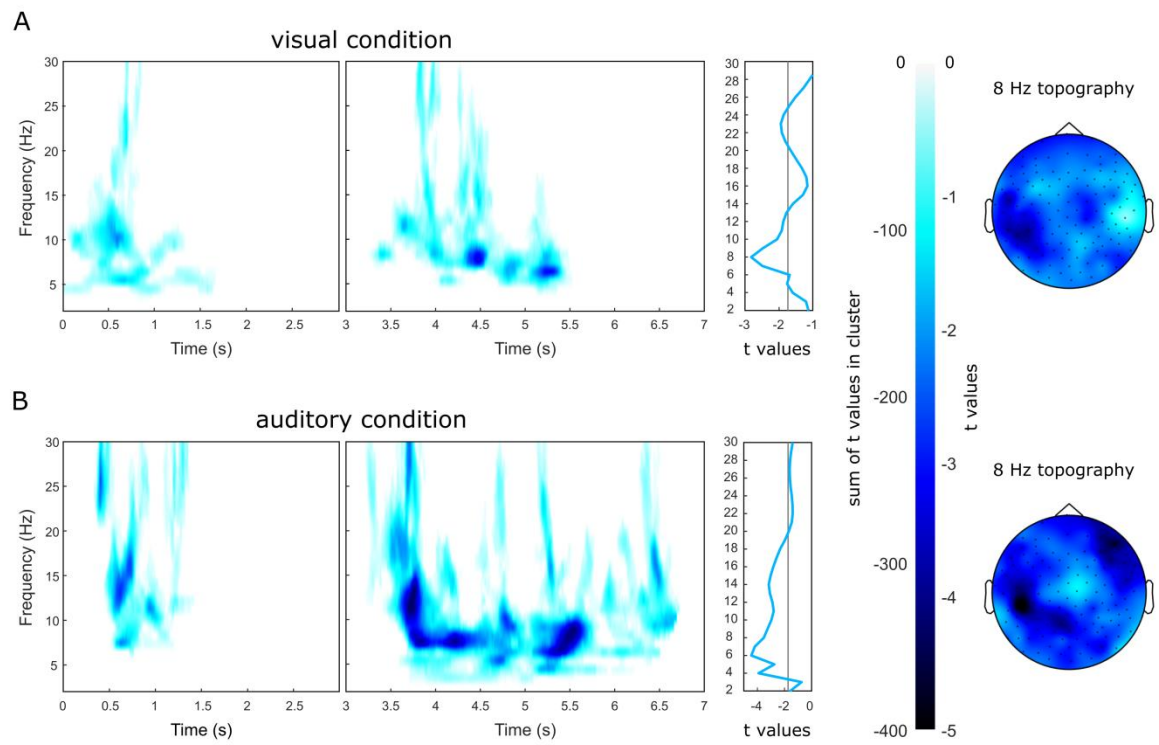 A
visual condition
30
25
20
15
10
5
Frequency (Hz)
0 0.5 1 1.5 2 2.5 3
Time (s)
3 4 4.5 5 5.5 6 6.5 7
Time (s)
30
28
26
24
22
20
18
16
14
12
10
8
6
4
2
-3 -2 -1
t values
B
auditory condition
30
25
20
15
10
5
Frequency (Hz)
0 0.5 1 1.5 2 2.5 3
Time (s)
3 4 4.5 5 5.5 6 6.5 7
Time (s)
30
28
26
24
22
20
18
16
14
12
10
8
6
4
2
-4 -2 0
t values
0 0
-1
-100
-2
-200
-3
-300
-4
-400 -5
sum of t values in cluster
t values
8 Hz topography
8 Hz topography